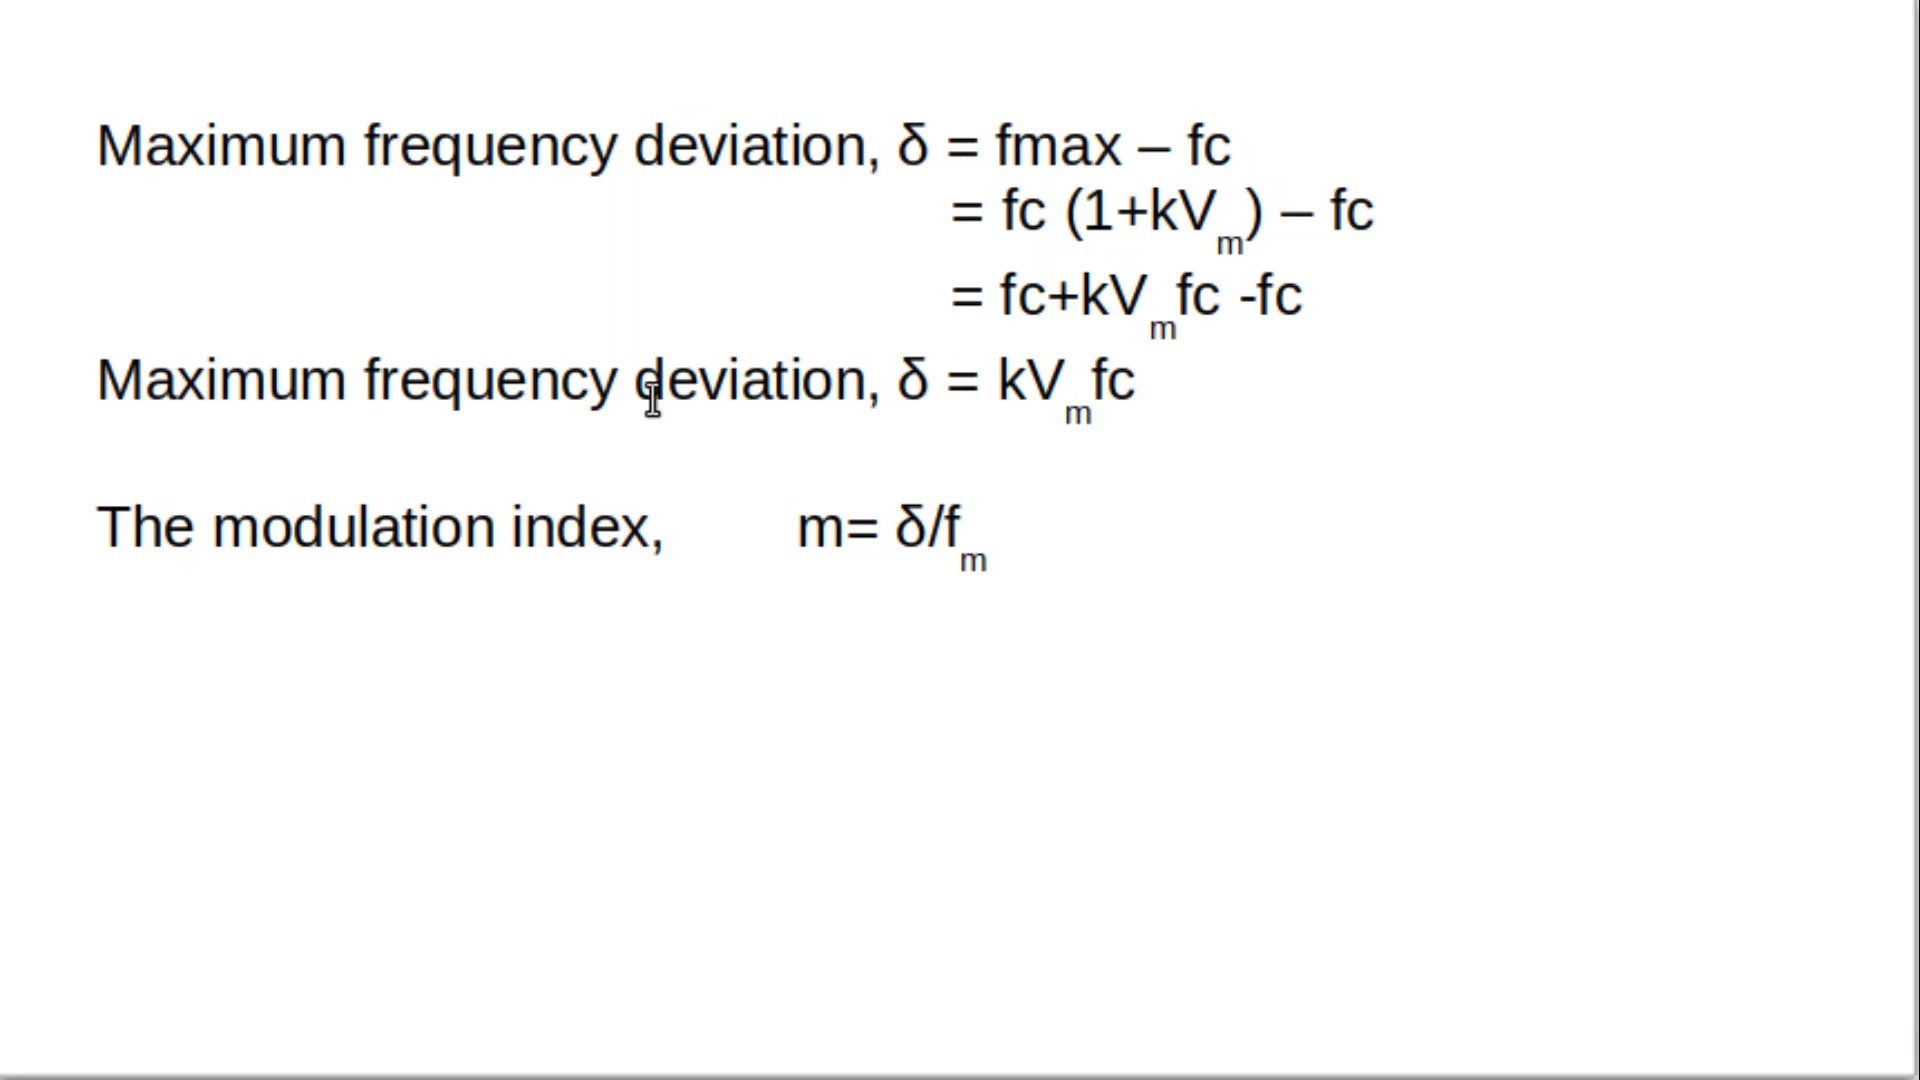 Maximum frequency deviation, δ = fmax – fc
= fc (1+kVm) – fc
= fc+kVmfc -fc
Maximum frequency deviation, δ = kVmfc
The modulation index, m= δ/fm